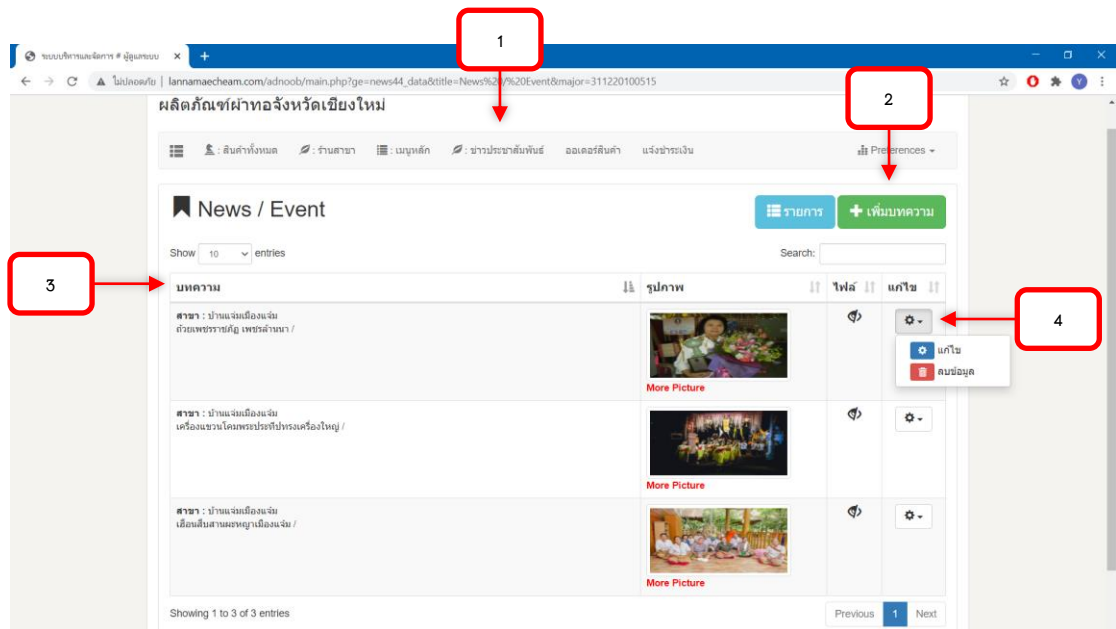 1
ระบบบริหารและจัดการ # ผู้ดูแลระบบ
ไม่ปลอดภัย | lannamaecheam.com/adnoob/main.php?ge=news44_data&title=News%20/%20Event&major=311220100515
2
ผลิตภัณฑ์ผ้าทอจังหวัดเชียงใหม่
: สินค้าทั้งหมด : ร้านสาขา : เมนูหลัก : ข่าวประชาสัมพันธ์ ออเดอร์สินค้า แจ้งชำระเงิน Preferences
News / Event รายการ เพิ่มบทความ
Show 10 entries Search:
3
บทความ รูปภาพ ไฟล์ แก้ไข
สาขา : บ้านแจ่มเมืองแจ๋ม
ถ้วยเพชรราชภัฏ เพชรล้านนา /
4
แก้ไข
ลบข้อมูล
More Picture
สาขา : บ้านแจ่มเมืองแจ๋ม
เครื่องแขวนโคมพระประทีปทรงเครื่องใหญ่ /
More Picture
สาขา : บ้านแจ่มเมืองแจ๋ม
เฮือนสืบสานผะหญาเมืองแจ๋ม /
More Picture
Showing 1 to 3 of 3 entries Previous 1 Next